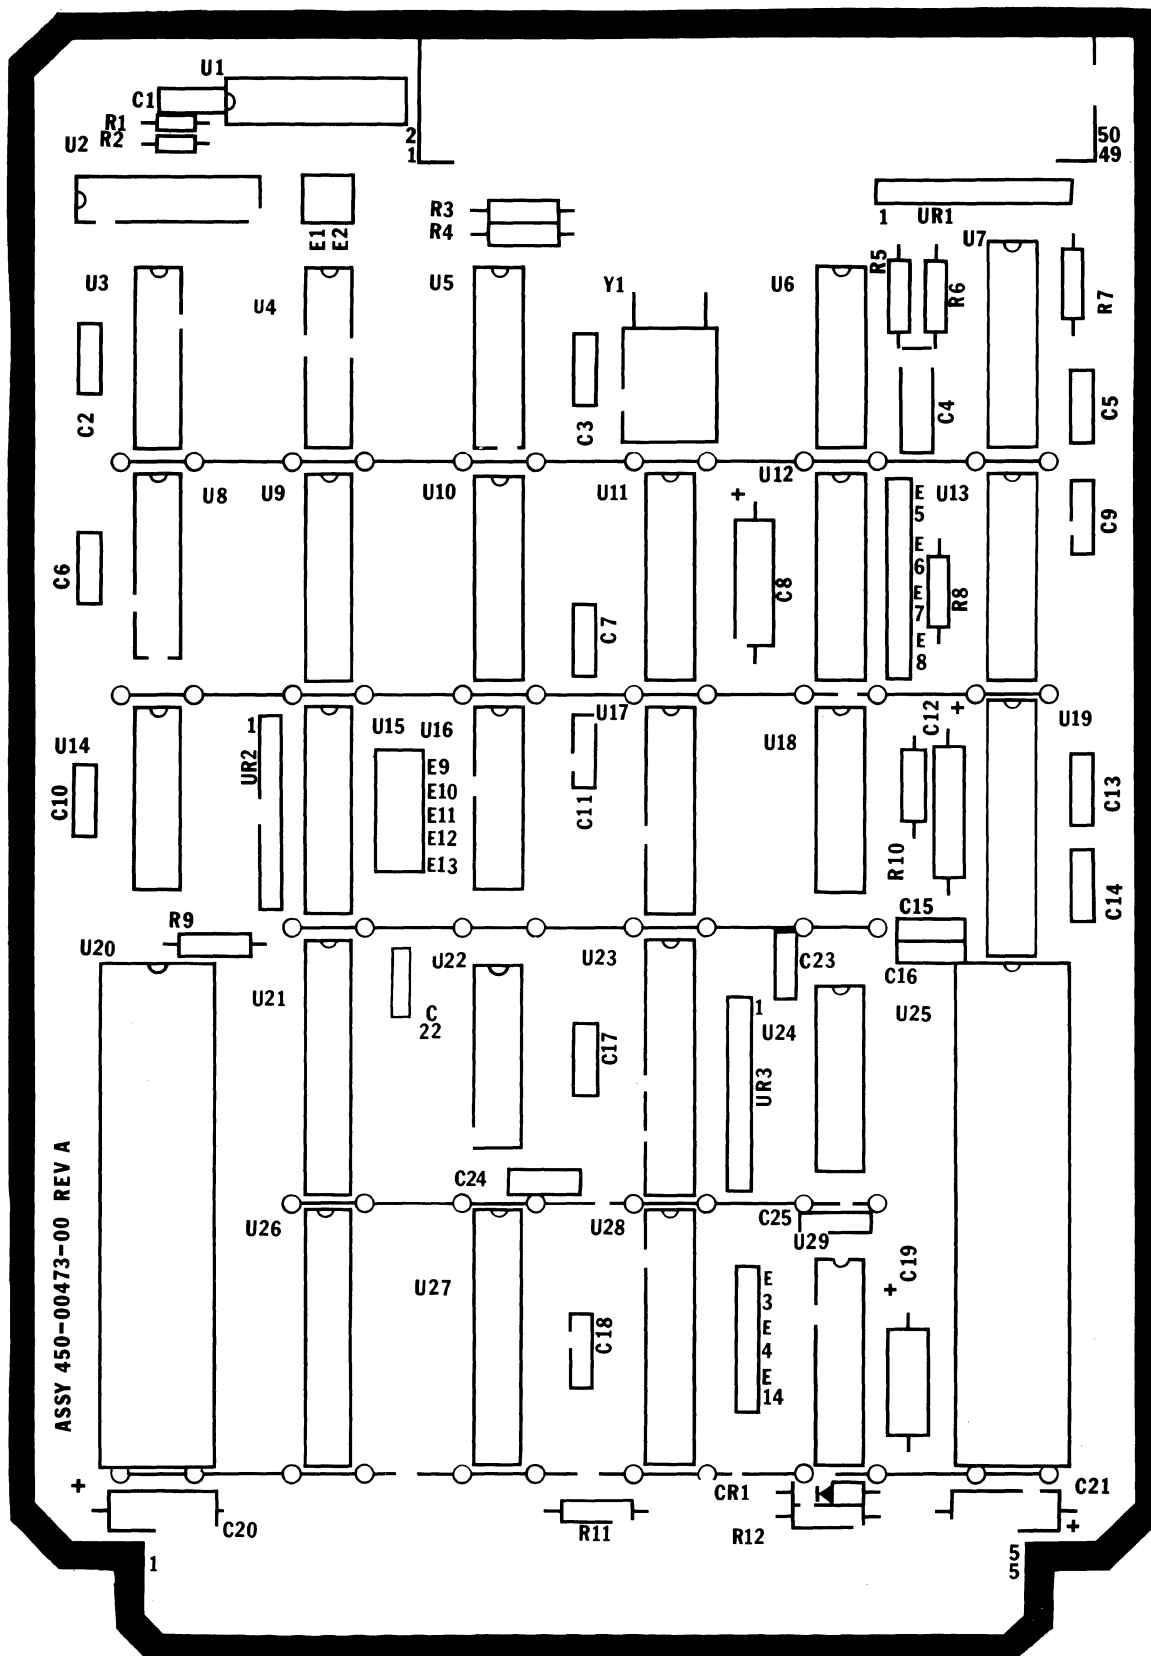 U1
C1
R1
R2
U2
2
1
50
49
R3
R4
1 UR1
E1
E2
U7
R5
R6
R7
U3
U4
U5
Y1
U6
C2
C3
C4
C5
U8
U9
U10
U11
U12
U13
+
E
5
E
6
E
7
E
8
C6
C7
C8
R8
C9
U14
1
UR2
U15
U16
U17
U18
C12
+
U19
E9
E10
E11
E12
E13
C10
C11
R10
C13
C14
R9
C15
C16
U20
U21
U22
U23
C23
C
22
C17
1
U24
UR3
U25
ASSY 450-00473-00 REV A
C24
C25
U26
U27
U28
U29
C19
+
E
3
E
4
E
14
C18
+
C20
R11
CR1
R12
C21
+
1
5
5